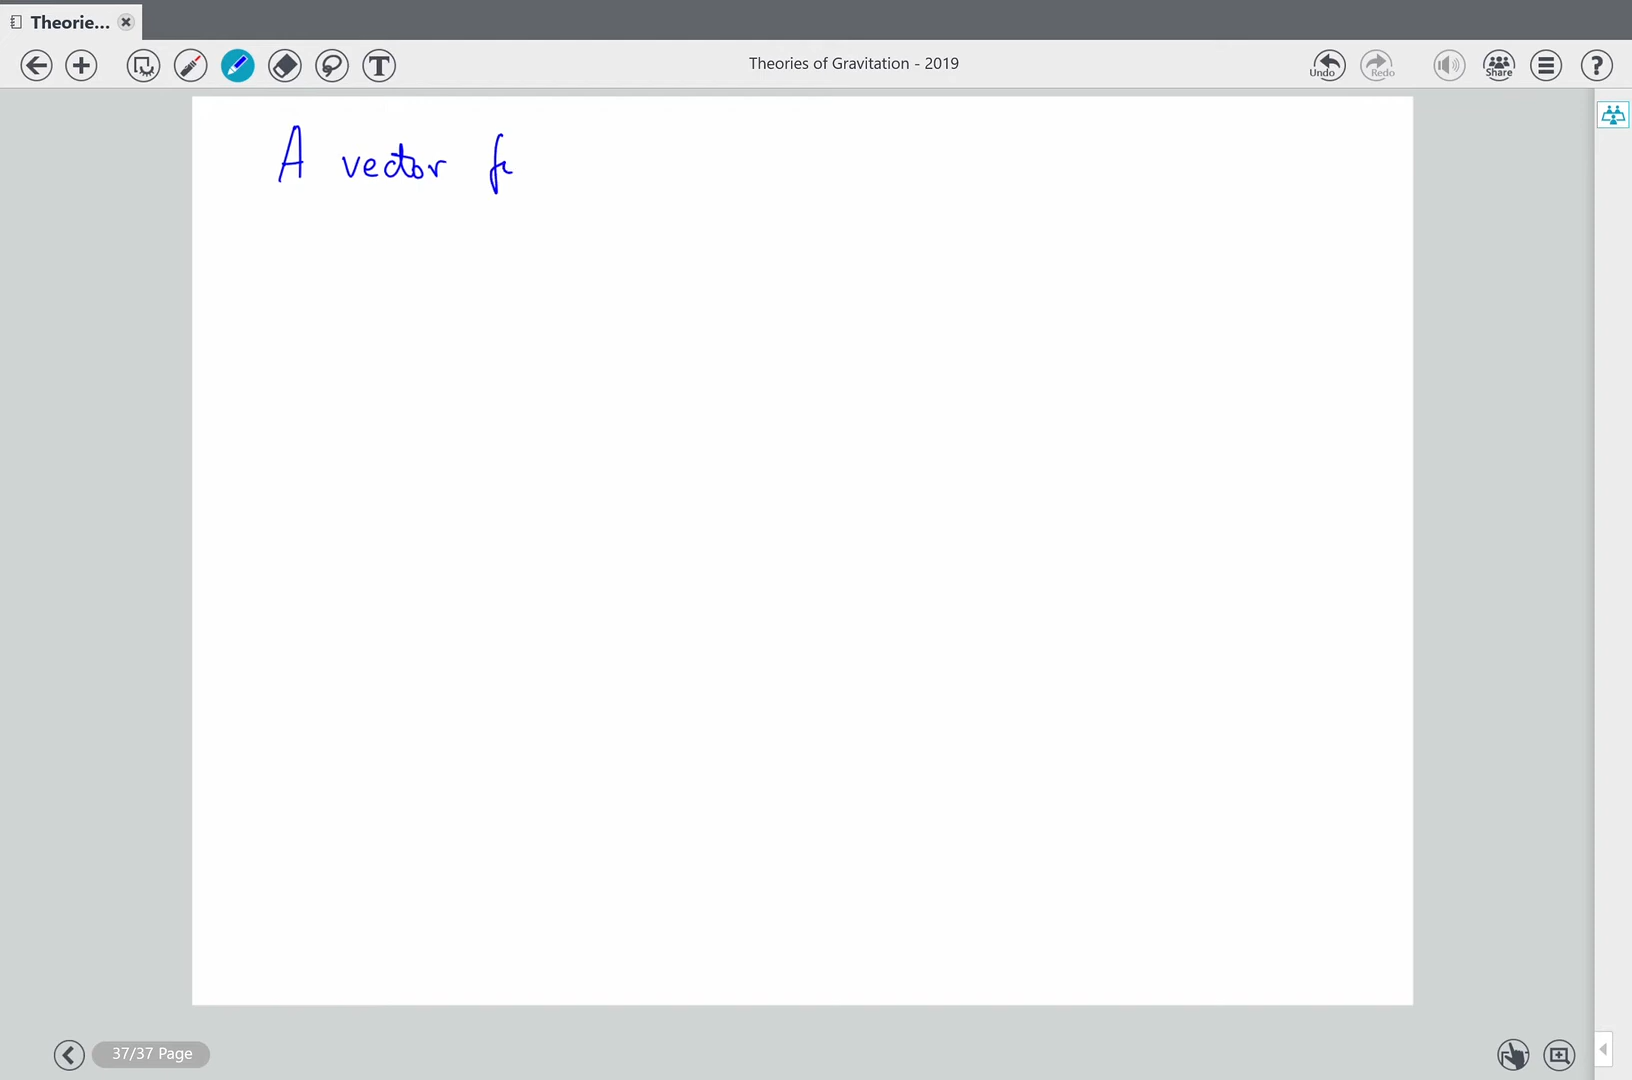 Theorie...
Theories of Gravitation - 2019
Undo
Redo
Share
A vector
37/37 Page